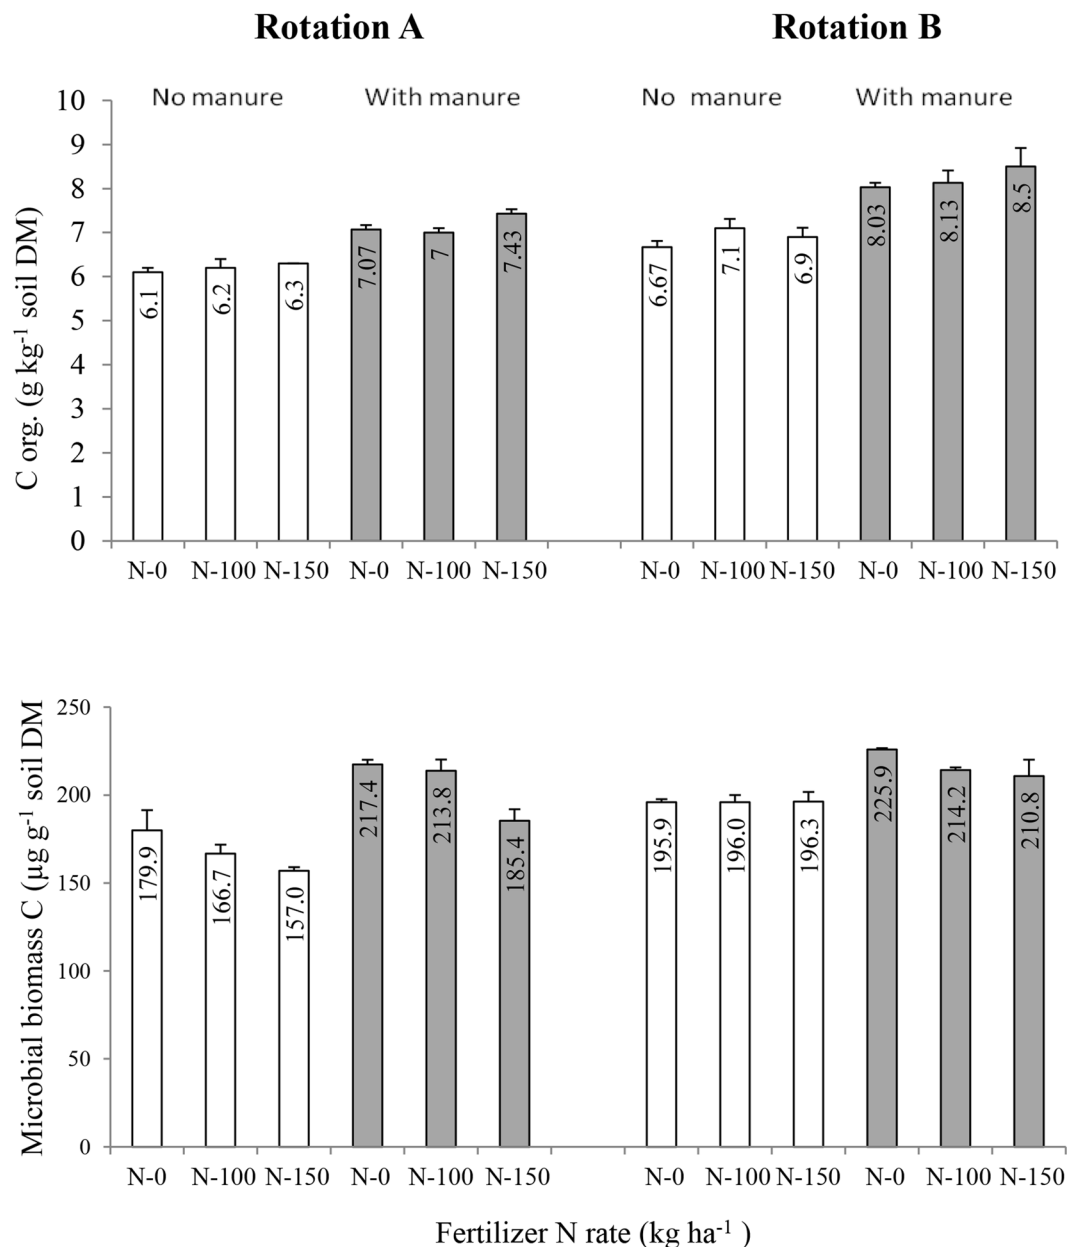 Rotation A Rotation B
No manure With manure No manure With manure
C org. (g kg⁻¹ soil DM)
10
9
8
7
6
5
4
3
2
1
0
6.1 6.2 6.3 7.07 7 7.43 6.67 7.1 6.9 8.03 8.13 8.5
N-0 N-100 N-150 N-0 N-100 N-150 N-0 N-100 N-150 N-0 N-100 N-150
Microbial biomass C (µg g⁻¹ soil DM
250
200
150
100
50
0
179.9 166.7 157.0 217.4 213.8 185.4 195.9 196.0 196.3 225.9 214.2 210.8
N-0 N-100 N-150 N-0 N-100 N-150 N-0 N-100 N-150 N-0 N-100 N-150
Fertilizer N rate (kg ha⁻¹ )